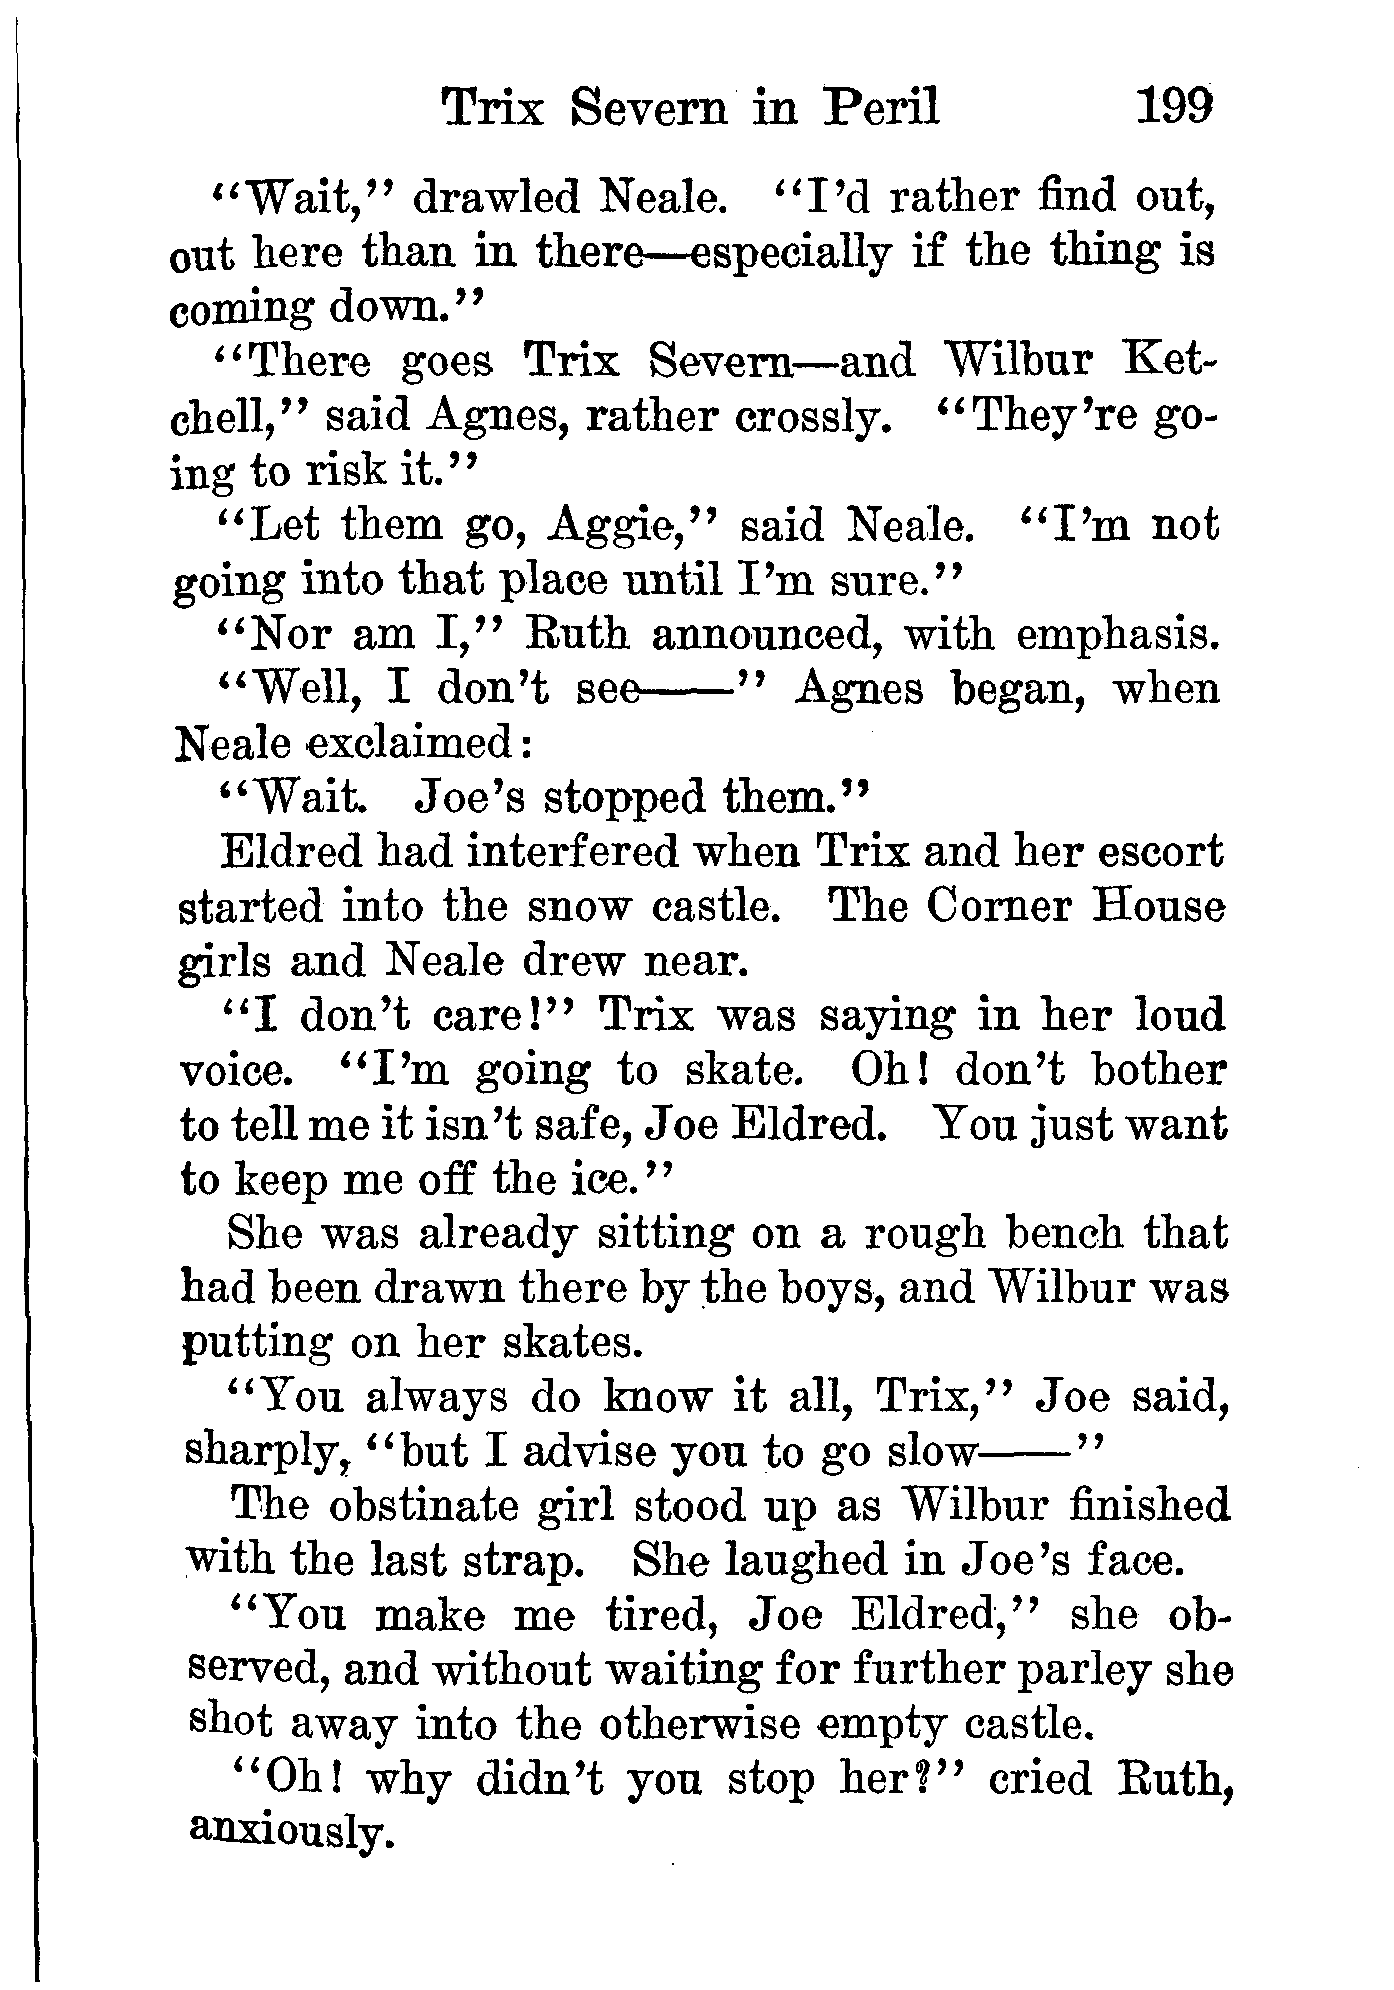 Trix Severn in Peril 199
“Wait,” drawled Neale. “I’d rather find out,
out here than in there—especially if the thing is
coming down.”
“There goes Trix Severn—and Wilbur Ket-
chell,” said Agnes, rather crossly. “They’re go-
ing to risk it.”
“Let them go, Aggie,” said Neale. “I’m not
going into that place until I’m sure.”
“Nor am I,” Ruth announced, with emphasis.
“Well, I don’t see——” Agnes began, when
Neale exclaimed:
“Wait. Joe’s stopped them.”
Eldred had interfered when Trix and her escort
started into the snow castle. The Corner House
girls and Neale drew near.
“I don’t care!” Trix was saying in her loud
voice. “I’m going to skate. Oh! don’t bother
to tell me it isn’t safe, Joe Eldred. You just want
to keep me off the ice.”
She was already sitting on a rough bench that
had been drawn there by the boys, and Wilbur was
putting on her skates.
“You always do know it all, Trix,” Joe said,
sharply, “but I advise you to go slow——”
The obstinate girl stood up as Wilbur finished
with the last strap. She laughed in Joe’s face.
“You make me tired, Joe Eldred,” she ob-
served, and without waiting for further parley she
shot away into the otherwise empty castle.
“Oh! why didn’t you stop her?” cried Ruth,
anxiously.